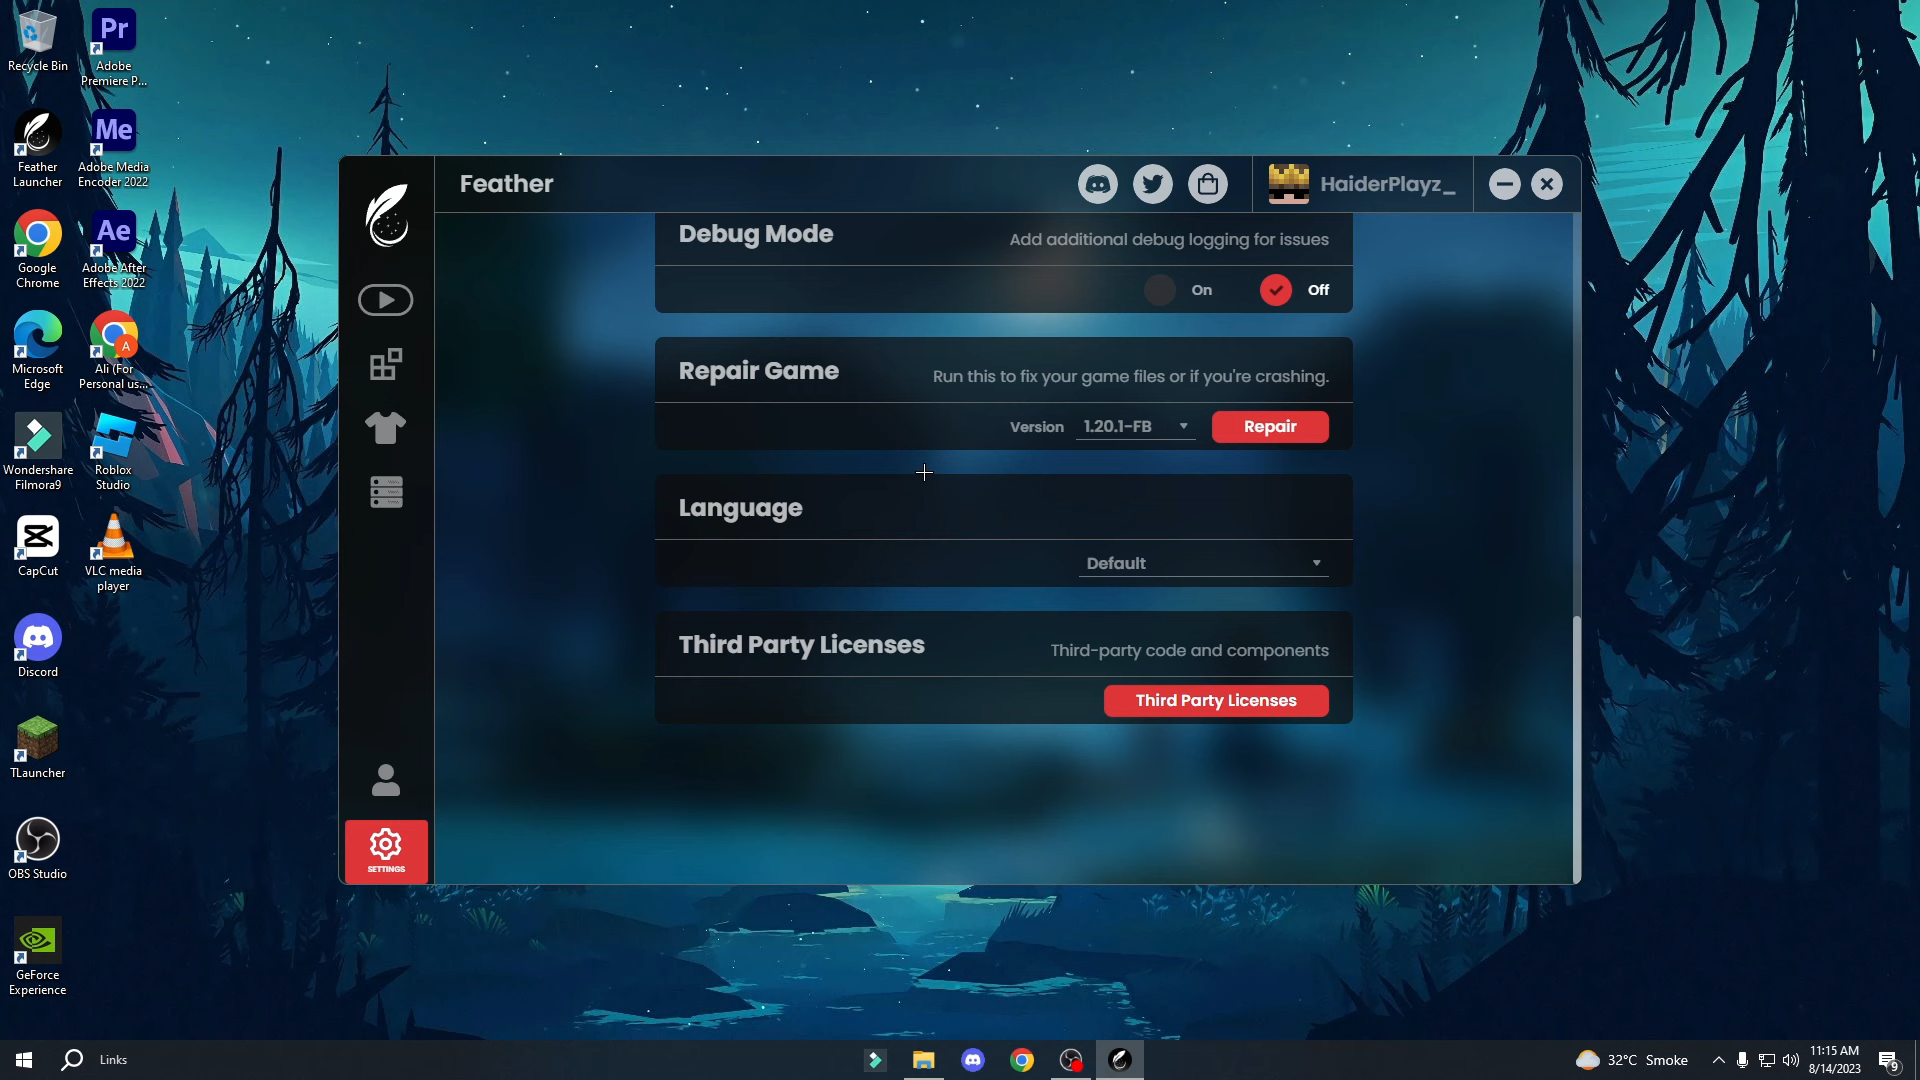 Recycle Bin
Adobe
Premiere P...
Feather
Launcher
Adobe Media
Encoder 2022
Google
Chrome
Adobe After
Effects 2022
Microsoft
Edge
Ali (For
Personal us...
Wondershare
Filmora9
Roblox
Studio
CapCut
VLC media
player
Discord
TLauncher
OBS Studio
GeForce
Experience
Pr
Me
Ae
A
Feather
HaiderPlayz_
Debug Mode
Add additional debug logging for issues
On
Off
Repair Game
Run this to fix your game files or if you're crashing.
Version
1.20.1-FB
Repair
Language
Default
Third Party Licenses
Third-party code and components
Third Party Licenses
SETTINGS
Links
32°C Smoke
11:15 AM
8/14/2023
9